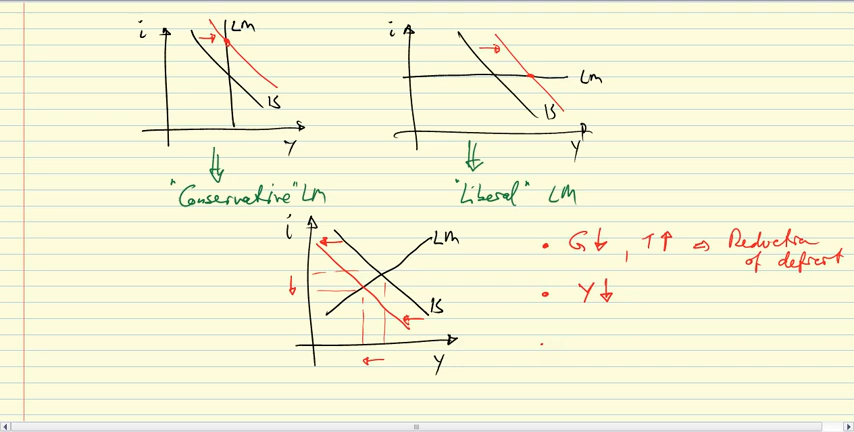 i
LM
IS
Y
i
LM
IS
Y
"Conservative" LM
"Liberal" LM
i
LM
IS
Y
• G↓, T↑ ⇒ Reduction
of deficit
• Y↓
•